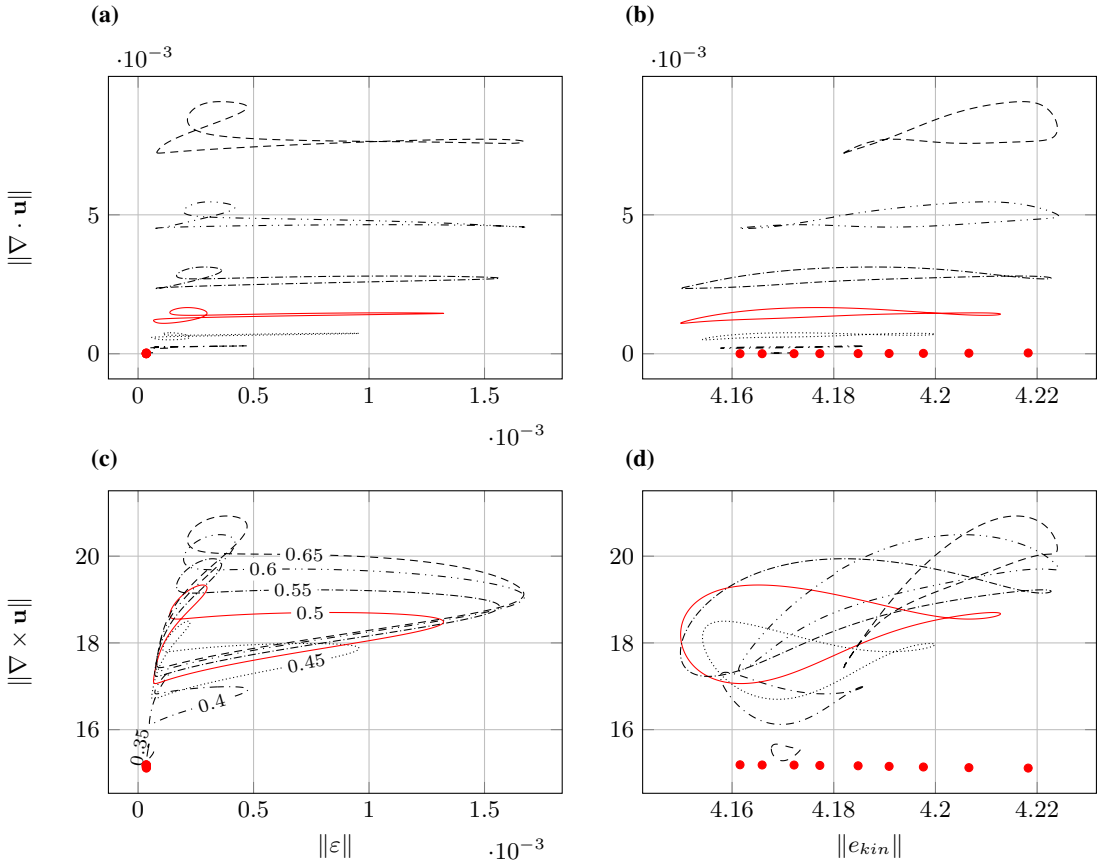 (a) (b)
·10⁻³ ·10⁻³
5 5
0 0
‖∇ · u‖
0 0.5 1 1.5 4.16 4.18 4.2 4.22
·10⁻³
(c) (d)
20 20
18 18
16 16
‖∇ × u‖
0.65
0.6
0.55
0.5
0.45
0.4
0.35
0 0.5 1 1.5 4.16 4.18 4.2 4.22
‖ε‖ ·10⁻³ ‖e_kin‖